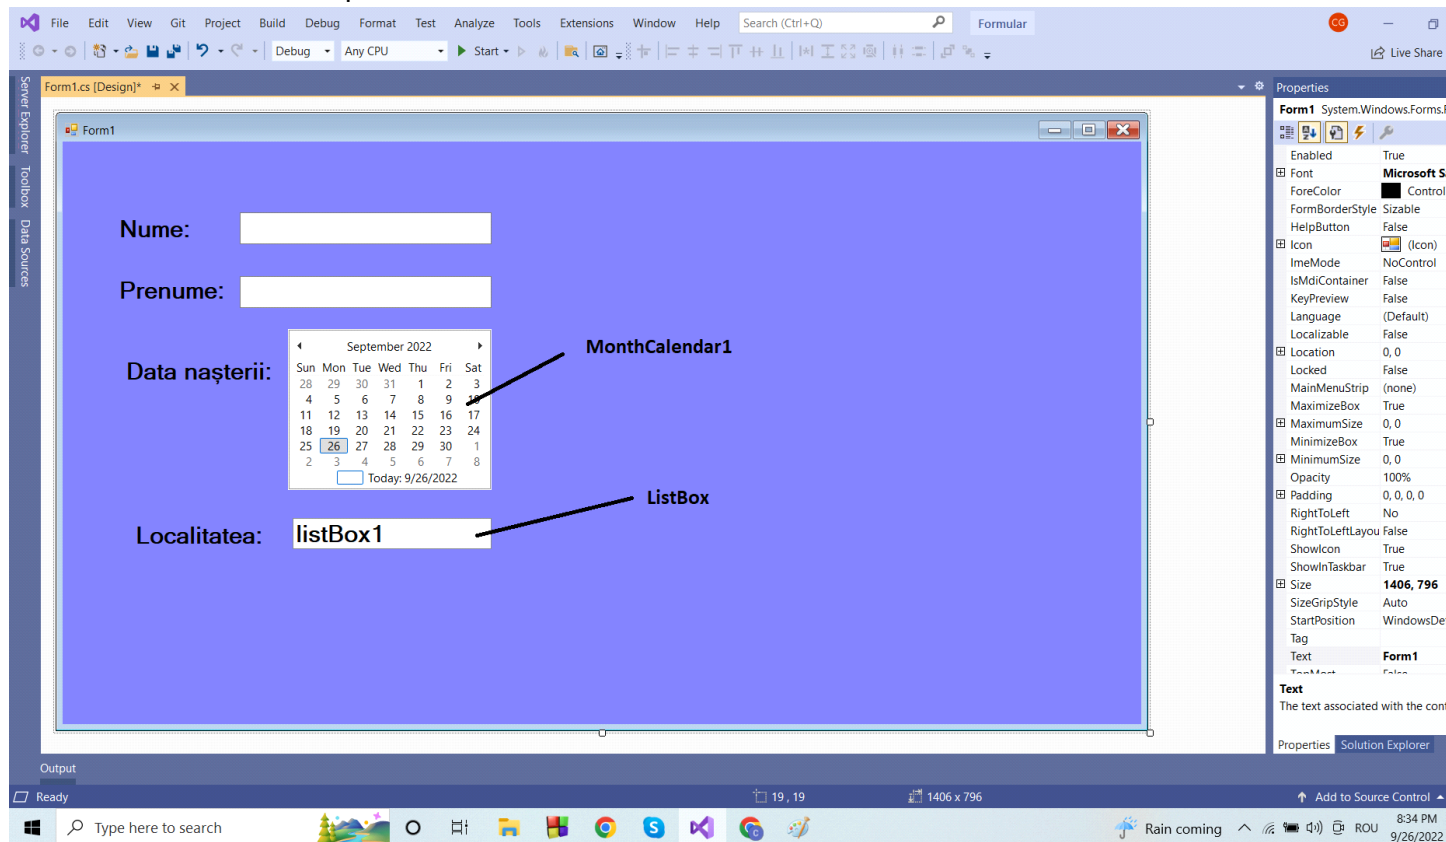 File Edit View Git Project Build Debug Format Test Analyze Tools Extensions Window Help Search (Ctrl+Q) Formular CG
Debug Any CPU Start Live Share
Server Explorer
Toolbox
Data Sources
Form1.cs [Design]*
Form1
Nume:
Prenume:
Data nașterii:
September 2022
Sun Mon Tue Wed Thu Fri Sat
28 29 30 31 1 2 3
4 5 6 7 8 9 10
11 12 13 14 15 16 17
18 19 20 21 22 23 24
25 26 27 28 29 30 1
2 3 4 5 6 7 8
Today: 9/26/2022
MonthCalendar1
Localitatea:
listBox1
ListBox
Properties
Form1 System.Windows.Forms.F
Enabled True
Font Microsoft S
ForeColor Control
FormBorderStyle Sizable
HelpButton False
Icon (Icon)
ImeMode NoControl
IsMdiContainer False
KeyPreview False
Language (Default)
Localizable False
Location 0, 0
Locked False
MainMenuStrip (none)
MaximizeBox True
MaximumSize 0, 0
MinimizeBox True
MinimumSize 0, 0
Opacity 100%
Padding 0, 0, 0, 0
RightToLeft No
RightToLeftLayou False
ShowIcon True
ShowInTaskbar True
Size 1406, 796
SizeGripStyle Auto
StartPosition WindowsDe
Tag
Text Form1
Text
The text associated with the con
Properties Solution Explorer
Output
Ready 19 , 19 1406 x 796 Add to Source Control
Type here to search Rain coming ROU 8:34 PM
9/26/2022